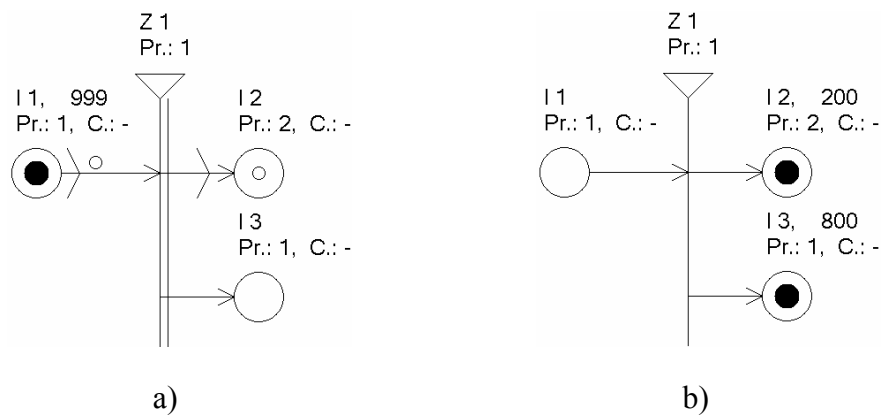 Z 1
Pr.: 1
I 1, 999
Pr.: 1, C.: -
I 2
Pr.: 2, C.: -
I 3
Pr.: 1, C.: -
a)
Z 1
Pr.: 1
I 1
Pr.: 1, C.: -
I 2, 200
Pr.: 2, C.: -
I 3, 800
Pr.: 1, C.: -
b)